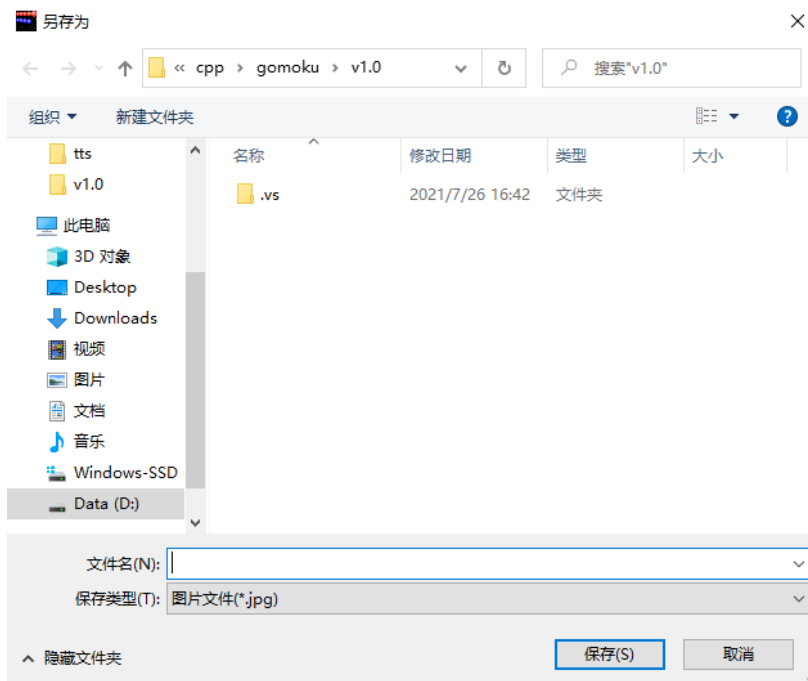 另存为
« cpp › gomoku › v1.0
搜索"v1.0"
组织
新建文件夹
tts
v1.0
此电脑
3D 对象
Desktop
Downloads
视频
图片
文档
音乐
Windows-SSD
Data (D:)
名称 修改日期 类型 大小
.vs 2021/7/26 16:42 文件夹
文件名(N):
保存类型(T): 图片文件(*.jpg)
隐藏文件夹
保存(S)
取消